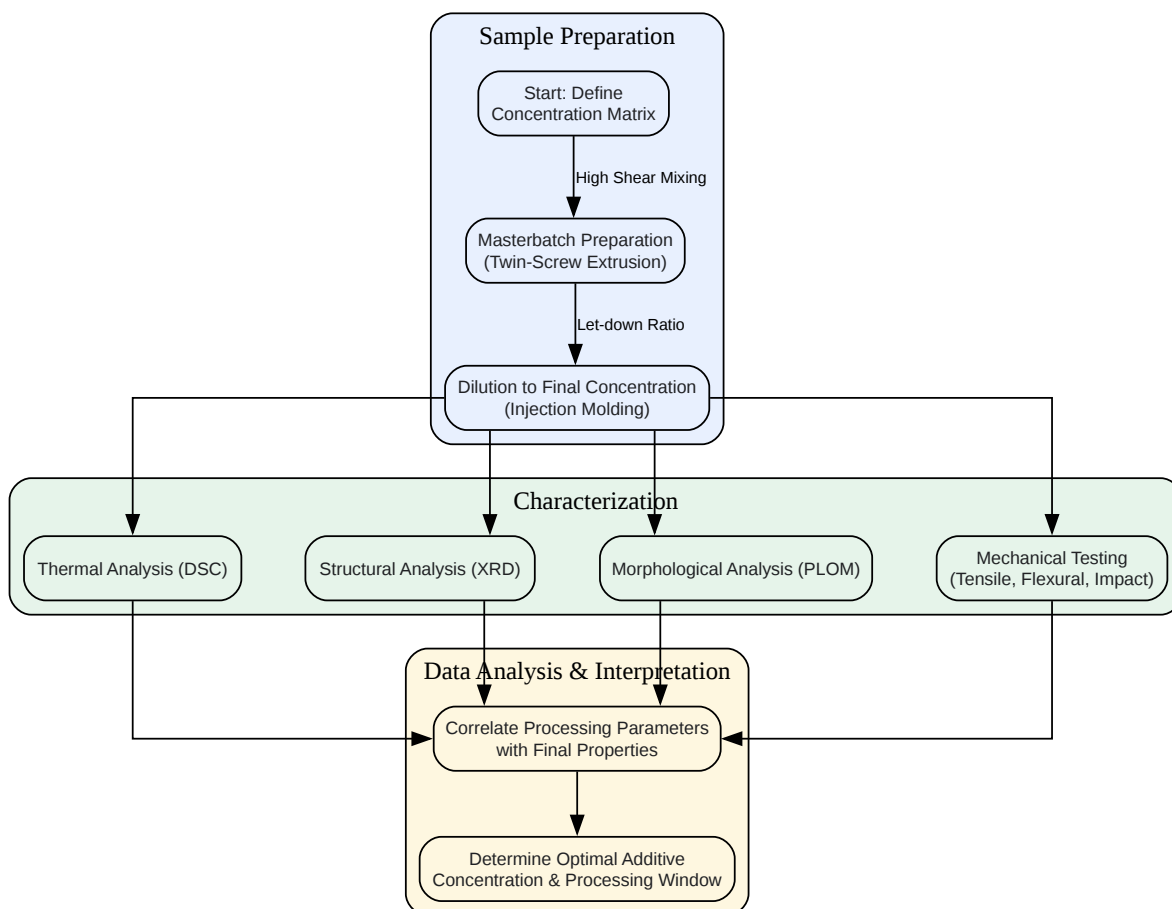 Sample Preparation
Start: Define
Concentration Matrix
High Shear Mixing
Masterbatch Preparation
(Twin-Screw Extrusion)
Let-down Ratio
Dilution to Final Concentration
(Injection Molding)
Characterization
Thermal Analysis (DSC)
Structural Analysis (XRD)
Morphological Analysis (PLOM)
Mechanical Testing
(Tensile, Flexural, Impact)
Data Analysis & Interpretation
Correlate Processing Parameters
with Final Properties
Determine Optimal Additive
Concentration & Processing Window